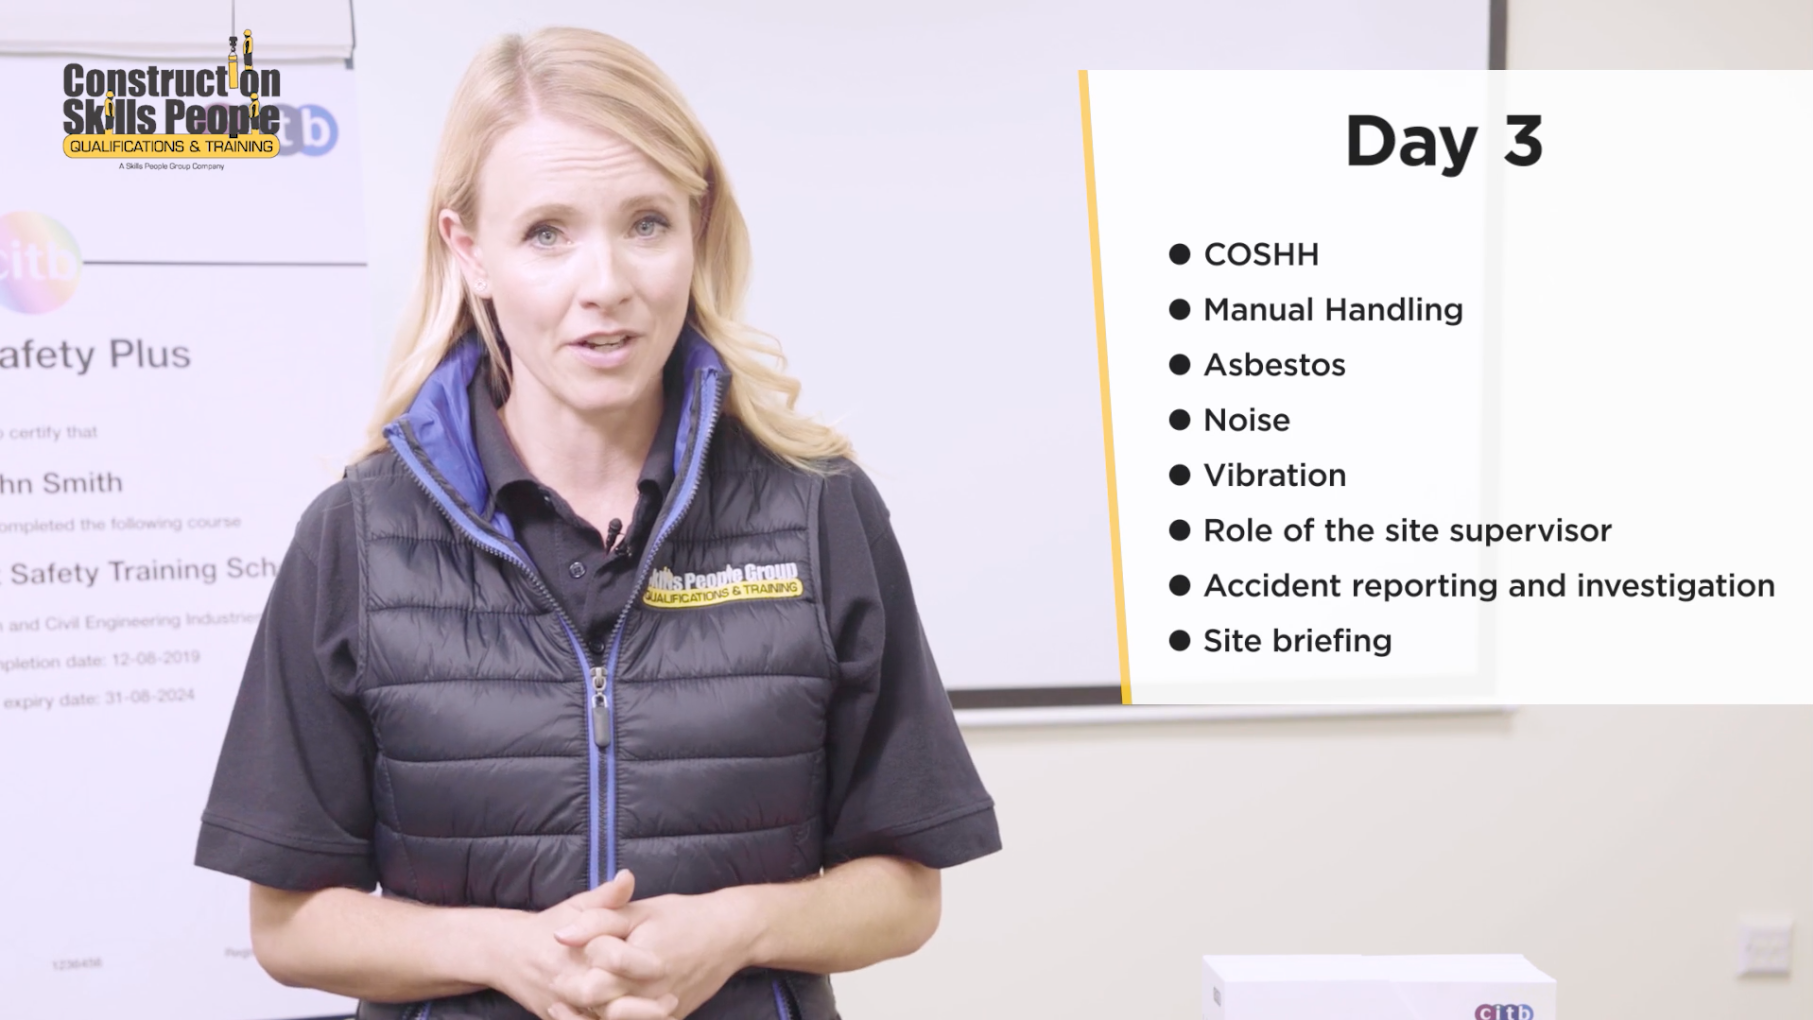 Construction
Skills People
QUALIFICATIONS & TRAINING
A Skills People Group Company
citb
citb
afety Plus
certify that
hn Smith
ompleted the following course
Safety Training Sch
and Civil Engineering Industries
pletion date: 12-08-2019
expiry date: 31-08-2024
1236456
Skills People Group
QUALIFICATIONS & TRAINING
Day 3
● COSHH
● Manual Handling
● Asbestos
● Noise
● Vibration
● Role of the site supervisor
● Accident reporting and investigation
● Site briefing
citb